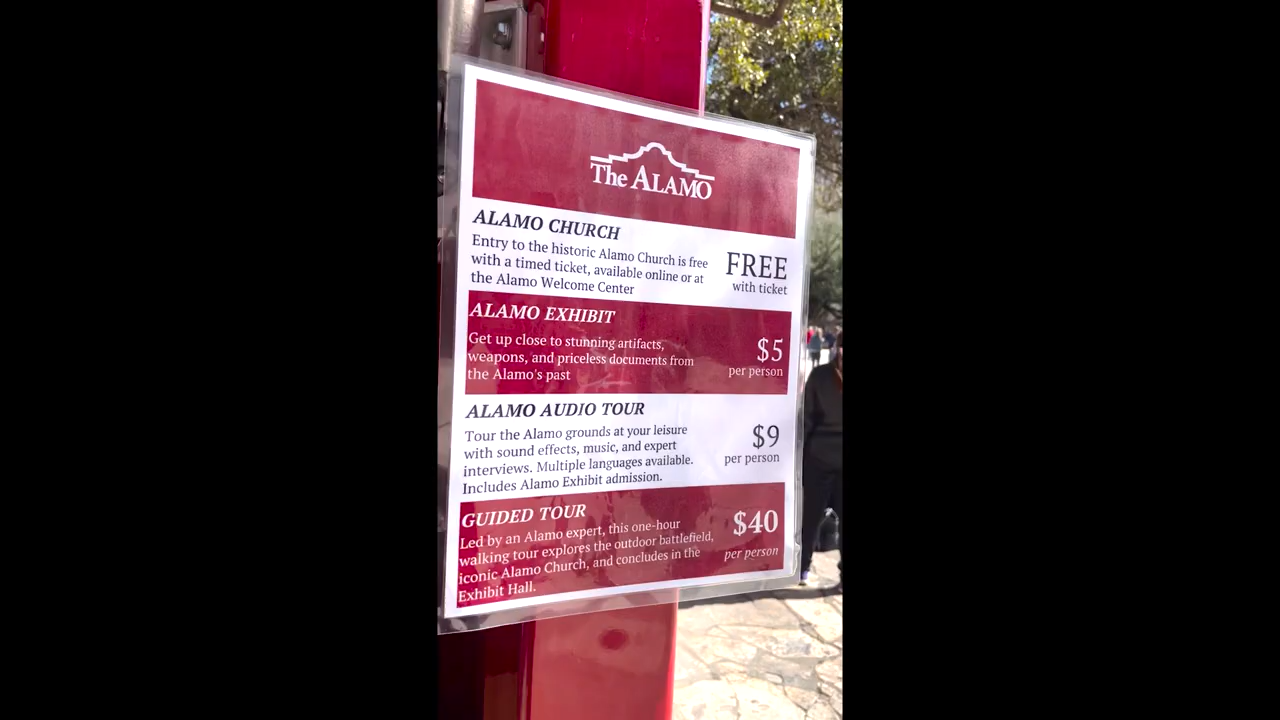 The ALAMO
ALAMO CHURCH
Entry to the historic Alamo Church is free
with a timed ticket, available online or at
the Alamo Welcome Center
FREE
with ticket
ALAMO EXHIBIT
Get up close to stunning artifacts,
weapons, and priceless documents from
the Alamo's past
$5
per person
ALAMO AUDIO TOUR
Tour the Alamo grounds at your leisure
with sound effects, music, and expert
interviews. Multiple languages available.
Includes Alamo Exhibit admission.
$9
per person
GUIDED TOUR
Led by an Alamo expert, this one-hour
walking tour explores the outdoor battlefield,
iconic Alamo Church, and concludes in the
Exhibit Hall.
$40
per person